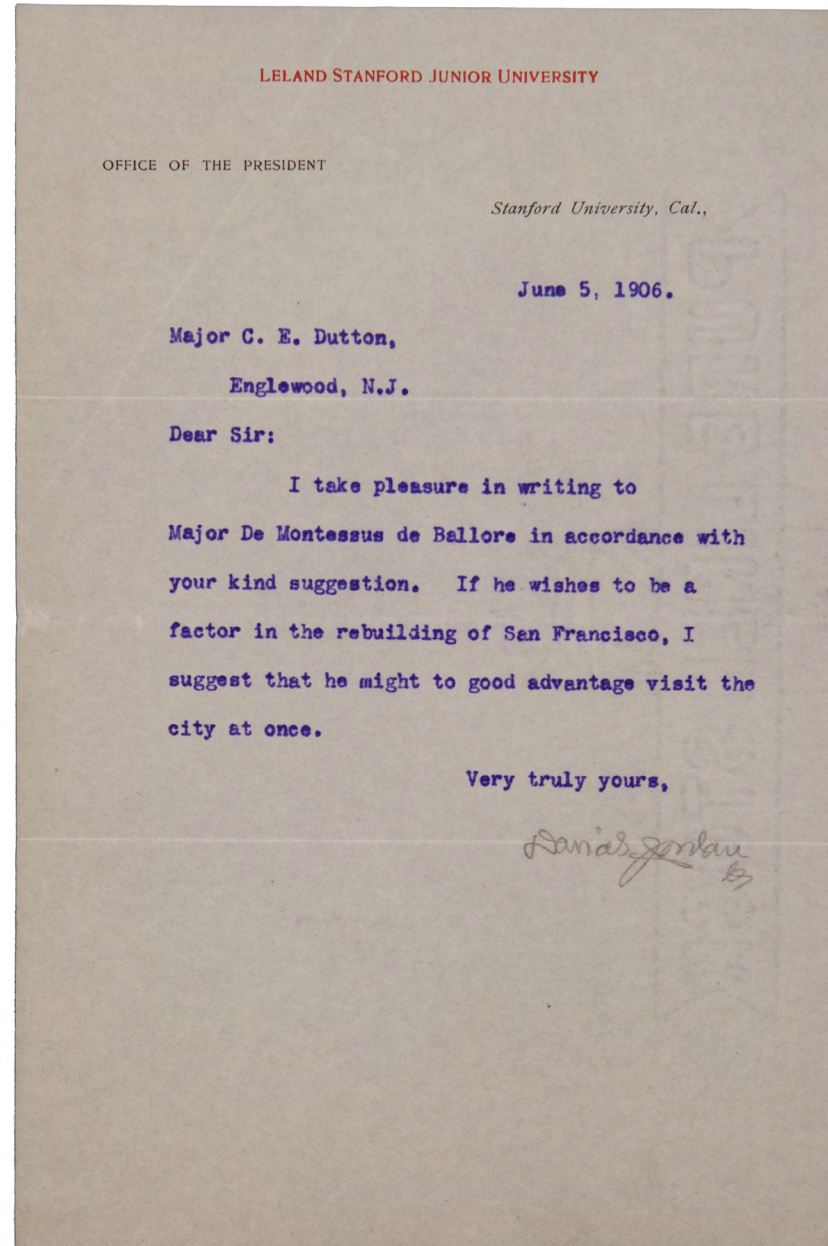 LELAND STANFORD JUNIOR UNIVERSITY
OFFICE OF THE PRESIDENT
Stanford University, Cal.,
June 5, 1906.
Major C. E. Dutton,
Englewood, N.J.
Dear Sir:
I take pleasure in writing to
Major De Montessus de Ballore in accordance with
your kind suggestion. If he wishes to be a
factor in the rebuilding of San Francisco, I
suggest that he might to good advantage visit the
city at once.
Very truly yours,
David S. Jordan